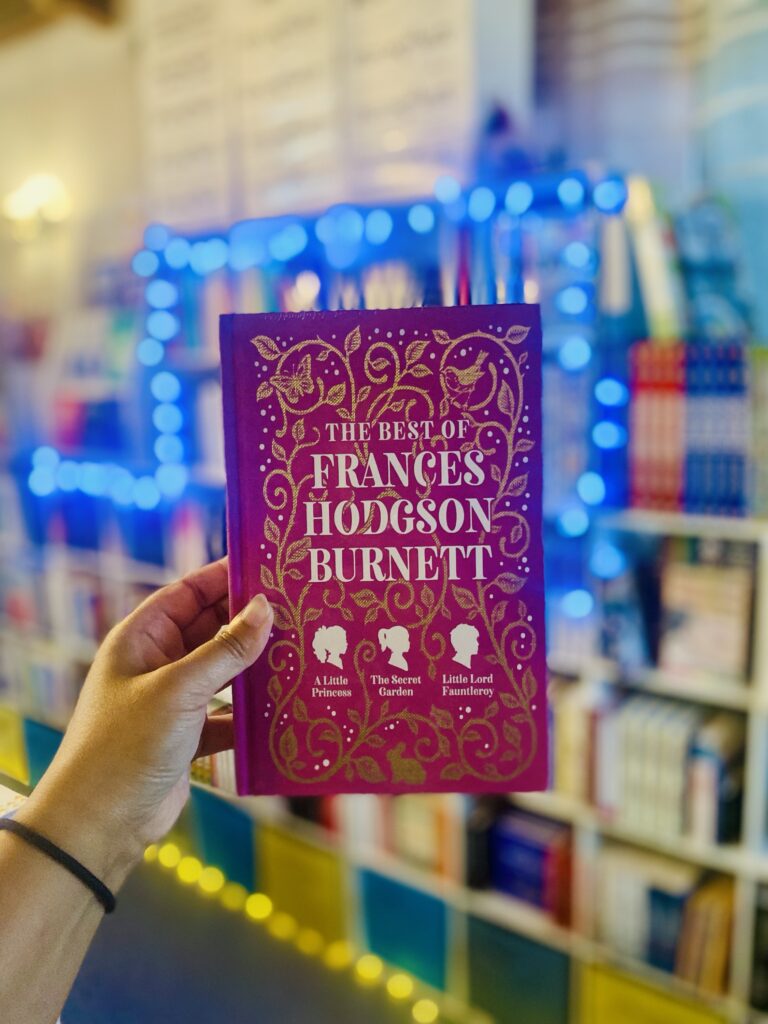 THE BEST OF
FRANCES
HODGSON
BURNETT
A Little
Princess
The Secret
Garden
Little Lord
Fauntleroy